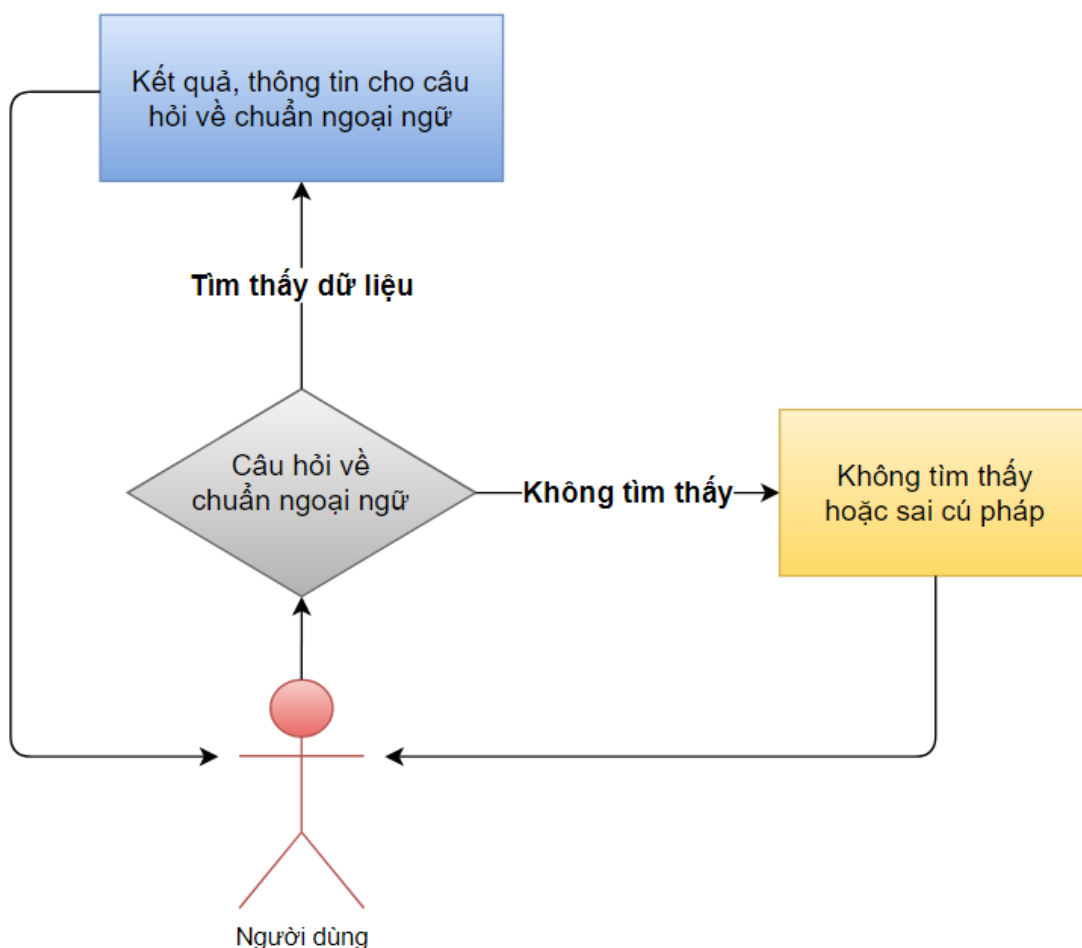 Kết quả, thông tin cho câu
hỏi về chuẩn ngoại ngữ
Tìm thấy dữ liệu
Câu hỏi về
chuẩn ngoại ngữ
Không tìm thấy
Không tìm thấy
hoặc sai cú pháp
Người dùng